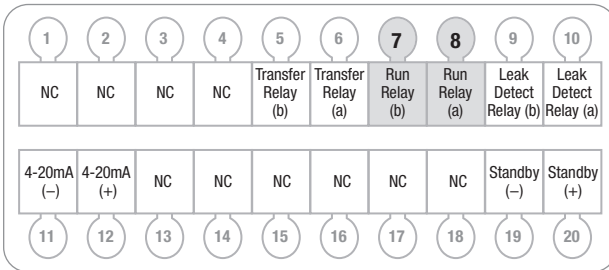 1 2 3 4 5 6 7 8 9 10
NC NC NC NC Transfer Relay (b) Transfer Relay (a) Run Relay (b) Run Relay (a) Leak Detect Relay (b) Leak Detect Relay (a)
4-20mA (–) 4-20mA (+) NC NC NC NC NC NC Standby (–) Standby (+)
11 12 13 14 15 16 17 18 19 20